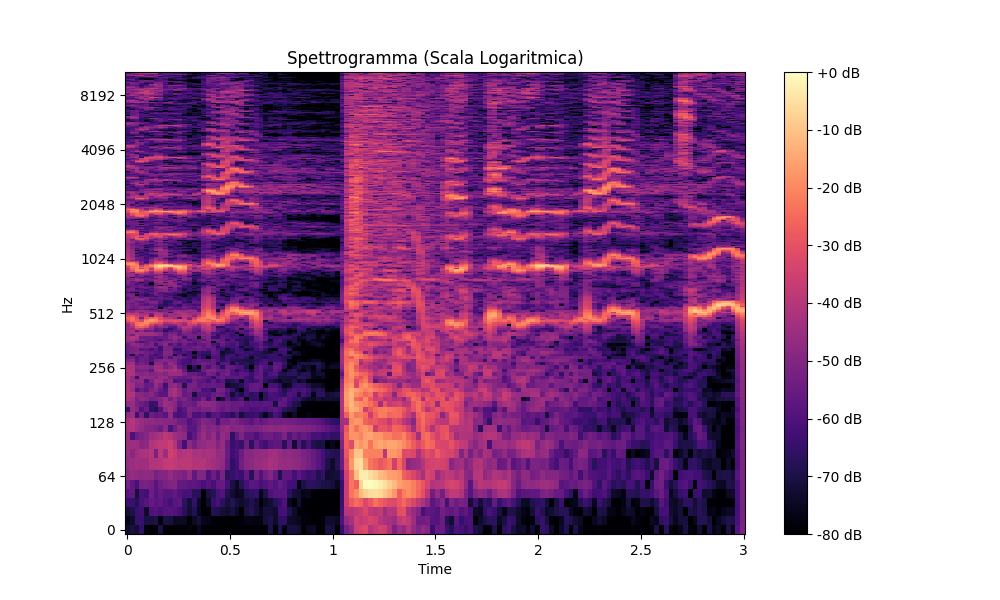 Spettrogramma (Scala Logaritmica)
Hz
8192
4096
2048
1024
512
256
128
64
0
0 0.5 1 1.5 2 2.5 3
Time
+0 dB
-10 dB
-20 dB
-30 dB
-40 dB
-50 dB
-60 dB
-70 dB
-80 dB